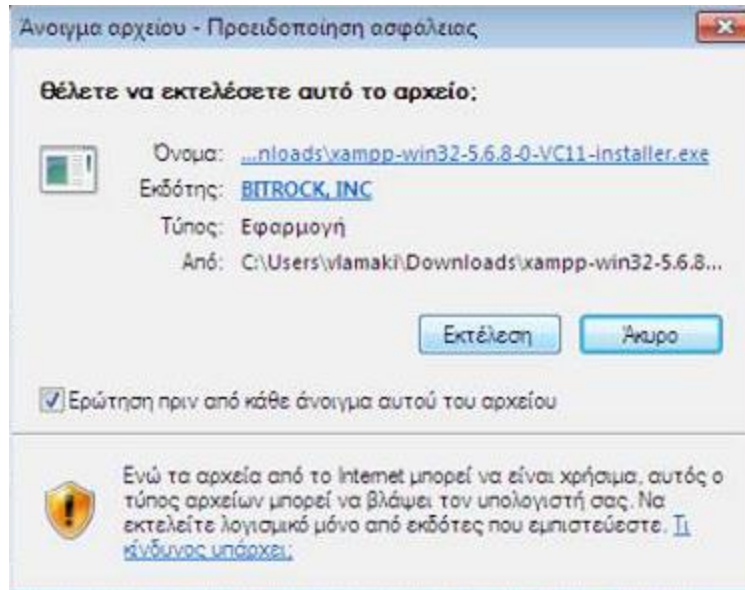 Άνοιγμα αρχείου - Προειδοποίηση ασφάλειας
Θέλετε να εκτελέσετε αυτό το αρχείο;
Όνομα: ...nloads\xampp-win32-5.6.8-0-VC11-installer.exe
Εκδότης: BITROCK, INC
Τύπος: Εφαρμογή
Από: C:\Users\vlamaki\Downloads\xampp-win32-5.6.8...
Εκτέλεση Άκυρο
Ερώτηση πριν από κάθε άνοιγμα αυτού του αρχείου
Ενώ τα αρχεία από το Internet μπορεί να είναι χρήσιμα, αυτός ο
τύπος αρχείων μπορεί να βλάψει τον υπολογιστή σας. Να
εκτελείτε λογισμικό μόνο από εκδότες που εμπιστεύεστε. Τι
κίνδυνος υπάρχει;